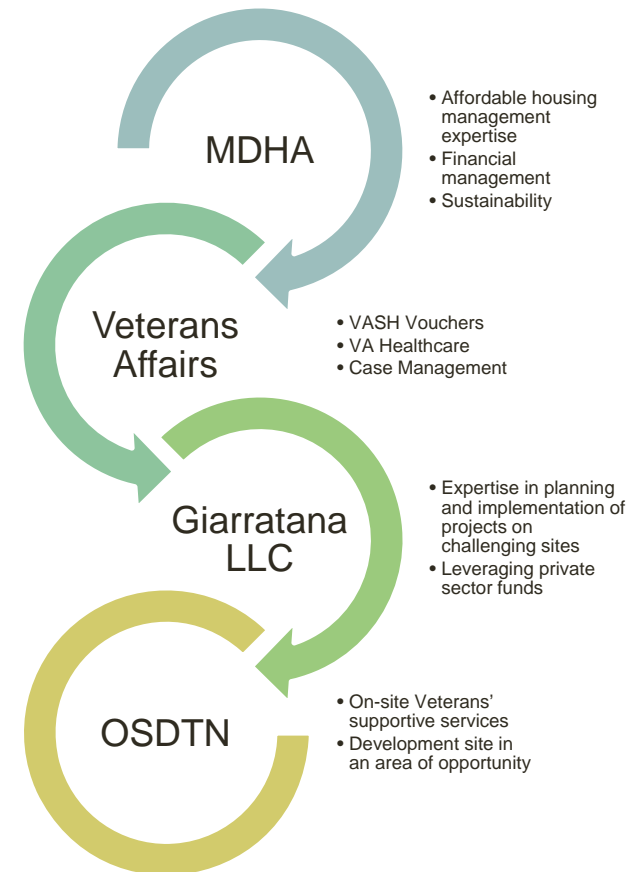 MDHA
• Affordable housing
management
expertise
• Financial
management
• Sustainability
Veterans
Affairs
• VASH Vouchers
• VA Healthcare
• Case Management
Giarratana
LLC
• Expertise in planning
and implementation of
projects on
challenging sites
• Leveraging private
sector funds
OSDTN
• On-site Veterans'
supportive services
• Development site in
an area of opportunity